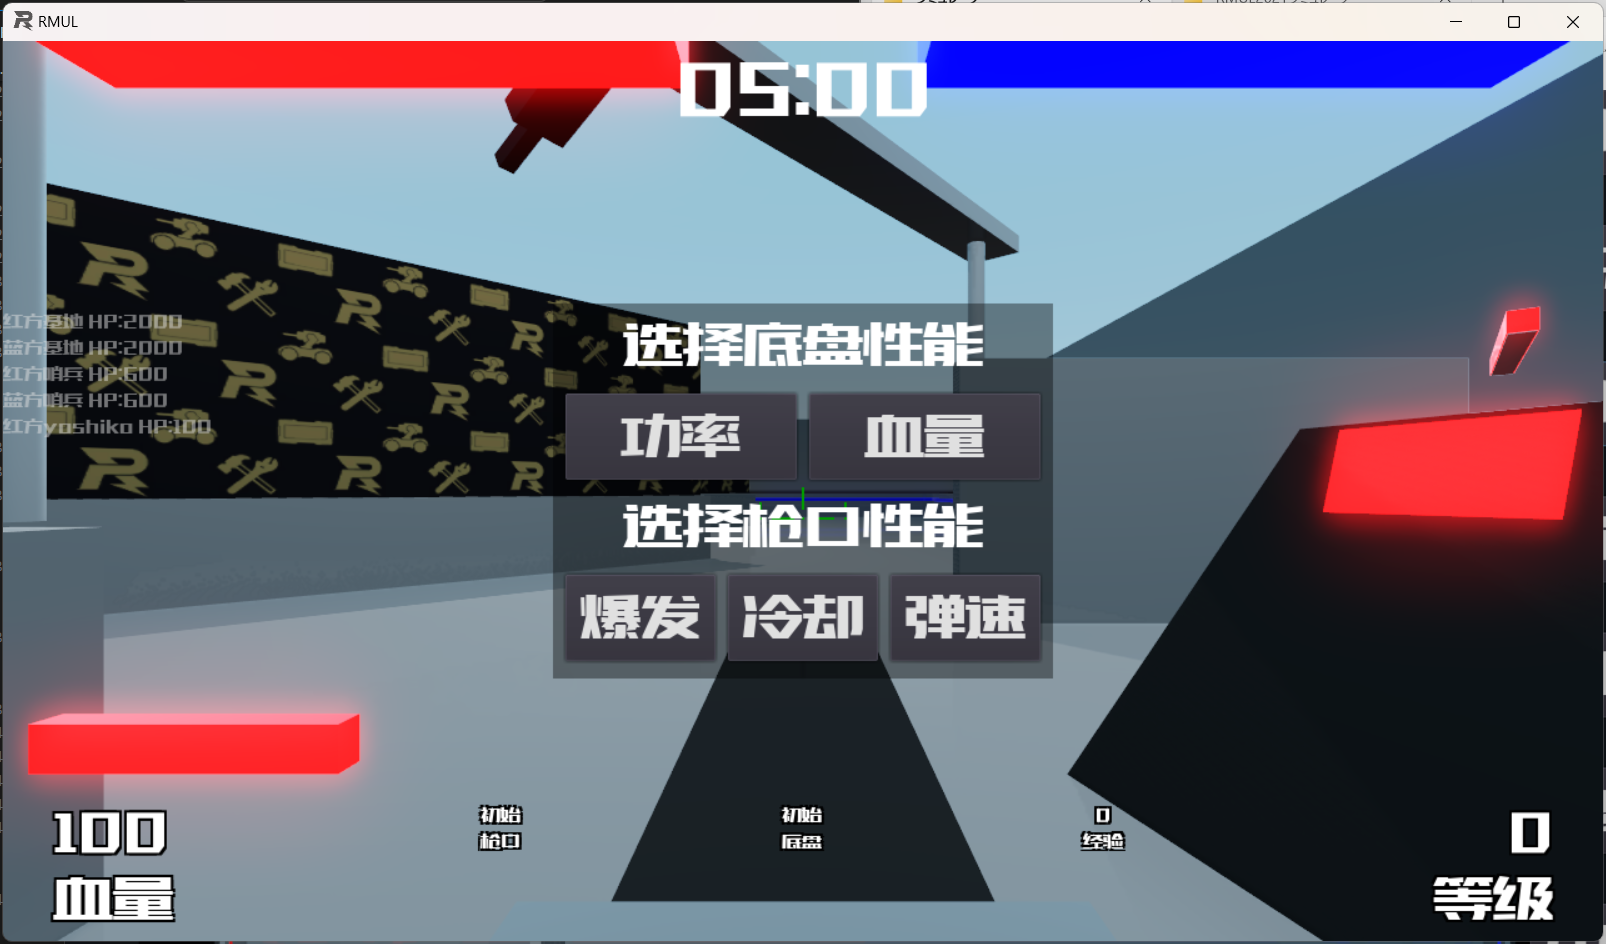 RMUL
05:00
红方基地 HP:2000
蓝方基地 HP:2000
红方哨兵 HP:600
蓝方哨兵 HP:600
红方yoshiko HP:100
选择底盘性能
功率 血量
选择枪口性能
爆发 冷却 弹速
初始
枪口
初始
底盘
0
经验
100
血量
0
等级